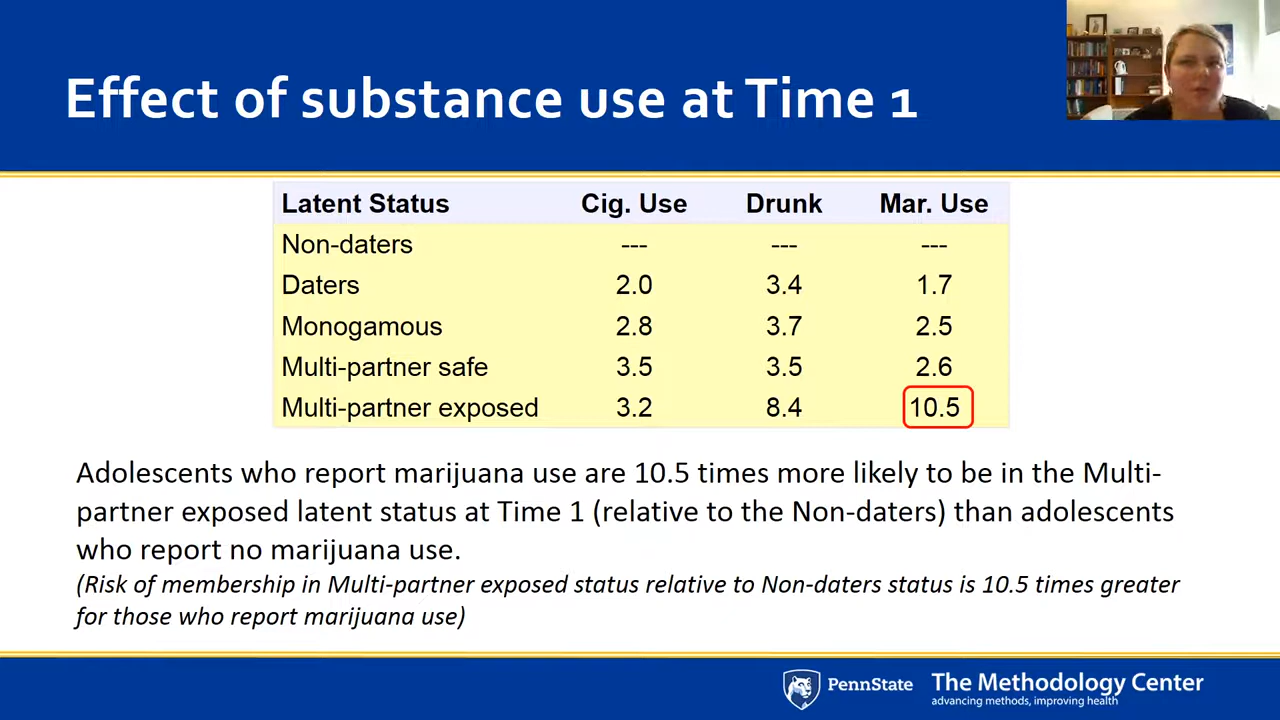 Effect of substance use at Time 1
Latent Status Cig. Use Drunk Mar. Use
Non-daters --- --- ---
Daters 2.0 3.4 1.7
Monogamous 2.8 3.7 2.5
Multi-partner safe 3.5 3.5 2.6
Multi-partner exposed 3.2 8.4 10.5
Adolescents who report marijuana use are 10.5 times more likely to be in the Multi-
partner exposed latent status at Time 1 (relative to the Non-daters) than adolescents
who report no marijuana use.
(Risk of membership in Multi-partner exposed status relative to Non-daters status is 10.5 times greater
for those who report marijuana use)
PennState The Methodology Center
advancing methods, improving health